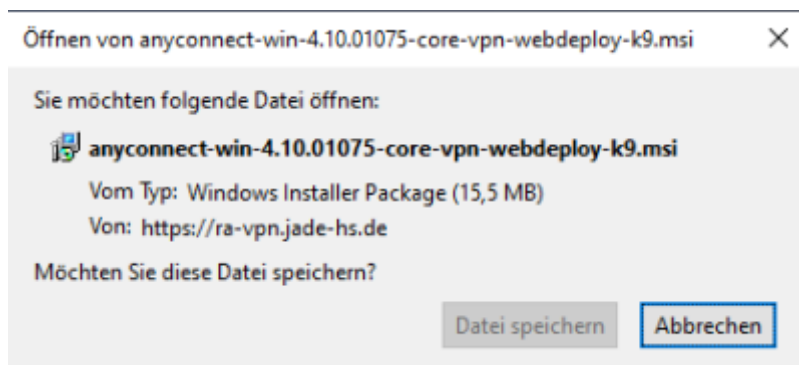 Öffnen von anyconnect-win-4.10.01075-core-vpn-webdeploy-k9.msi
Sie möchten folgende Datei öffnen:
anyconnect-win-4.10.01075-core-vpn-webdeploy-k9.msi
Vom Typ: Windows Installer Package (15,5 MB)
Von: https://ra-vpn.jade-hs.de
Möchten Sie diese Datei speichern?
Datei speichern Abbrechen